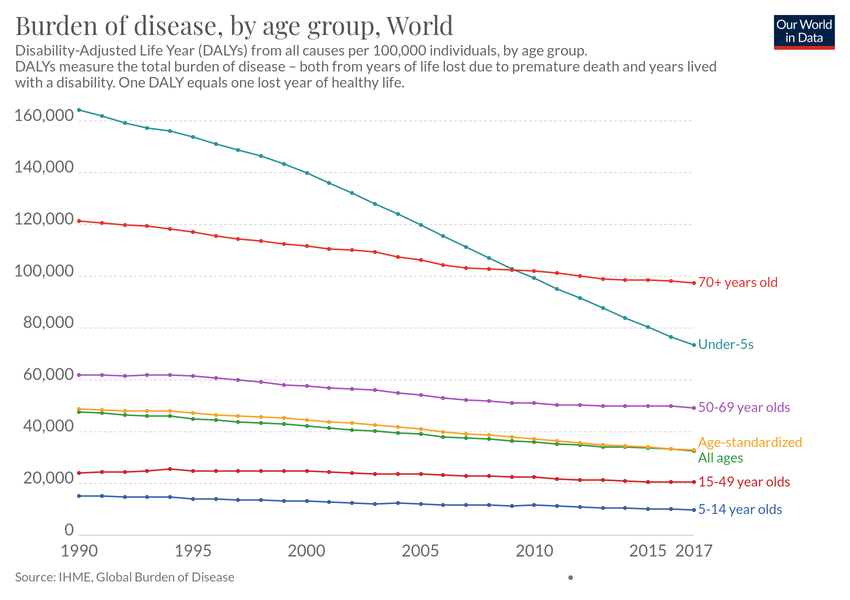 Burden of disease, by age group, World
Our World
in Data
Disability-Adjusted Life Year (DALYs) from all causes per 100,000 individuals, by age group.
DALYs measure the total burden of disease – both from years of life lost due to premature death and years lived
with a disability. One DALY equals one lost year of healthy life.
160,000
140,000
120,000
100,000
80,000
60,000
40,000
20,000
0
70+ years old
Under-5s
50-69 year olds
Age-standardized
All ages
15-49 year olds
5-14 year olds
1990 1995 2000 2005 2010 2015 2017
Source: IHME, Global Burden of Disease